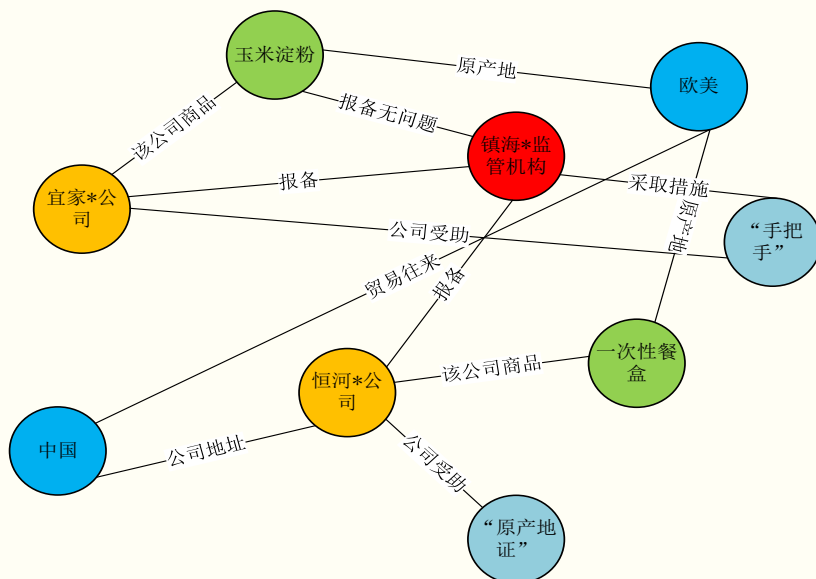 玉米淀粉
原产地
欧美
该公司商品
报备无问题
镇海*监
管机构
宜家*公
司
报备
采取措施
公司受助
原产地
“手把
手”
贸易往来
报备
恒河*公
司
该公司商品
一次性餐
盒
中国
公司地址
公司受助
“原产地
证”